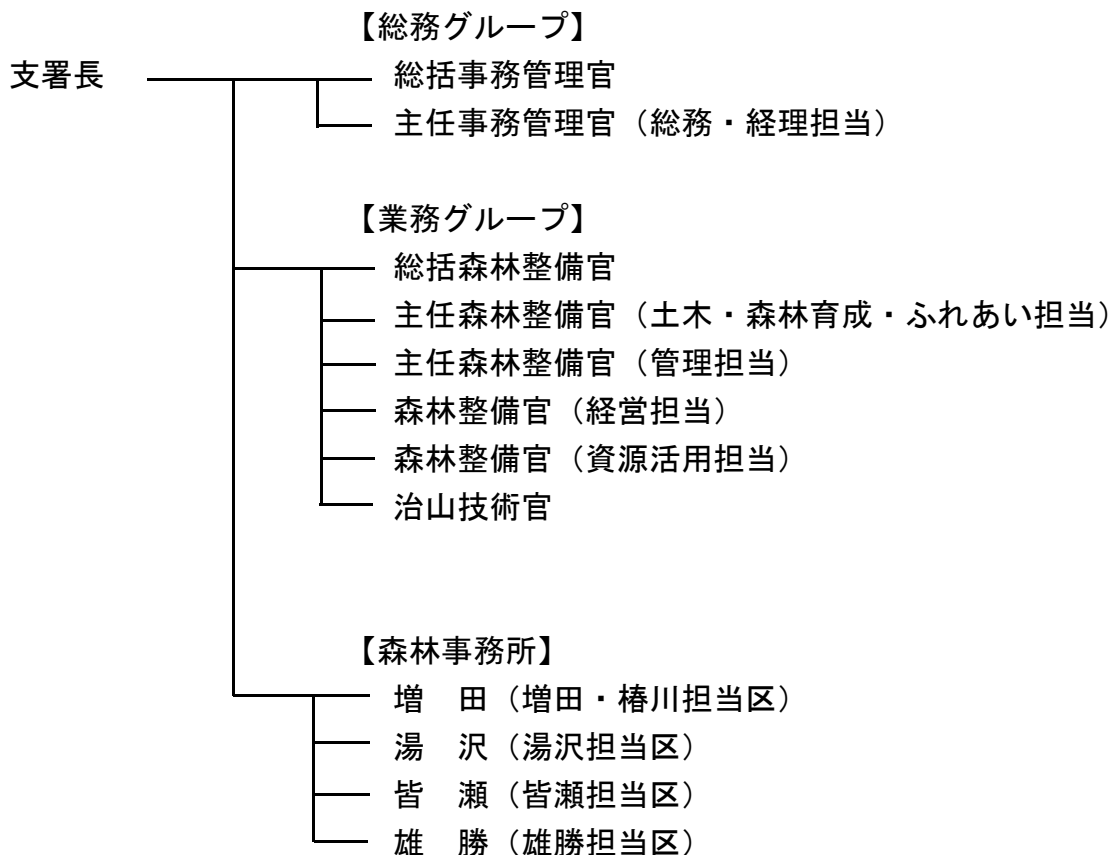 【総務グループ】
支署長 総括事務管理官
主任事務管理官（総務・経理担当）
【業務グループ】
総括森林整備官
主任森林整備官（土木・森林育成・ふれあい担当）
主任森林整備官（管理担当）
森林整備官（経営担当）
森林整備官（資源活用担当）
治山技術官
【森林事務所】
増　田（増田・椿川担当区）
湯　沢（湯沢担当区）
皆　瀬（皆瀬担当区）
雄　勝（雄勝担当区）